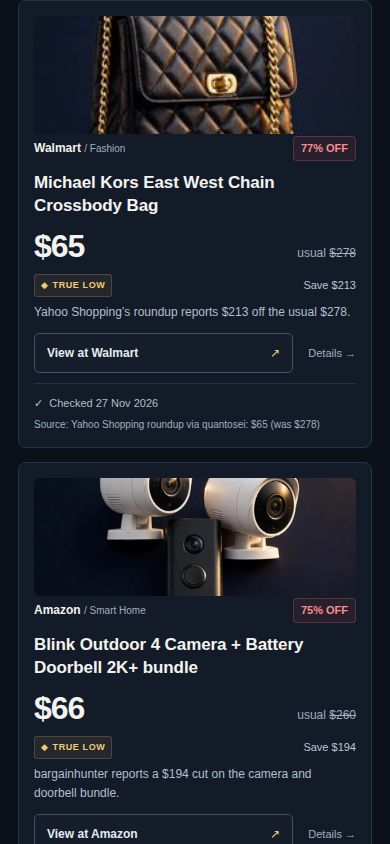 Walmart / Fashion
77% OFF
Michael Kors East West Chain
Crossbody Bag
$65
usual $278
◆ TRUE LOW
Save $213
Yahoo Shopping's roundup reports $213 off the usual $278.
View at Walmart ↗
Details →
✓ Checked 27 Nov 2026
Source: Yahoo Shopping roundup via quantosei: $65 (was $278)
Amazon / Smart Home
75% OFF
Blink Outdoor 4 Camera + Battery
Doorbell 2K+ bundle
$66
usual $260
◆ TRUE LOW
Save $194
bargainhunter reports a $194 cut on the camera and
doorbell bundle.
View at Amazon ↗
Details →